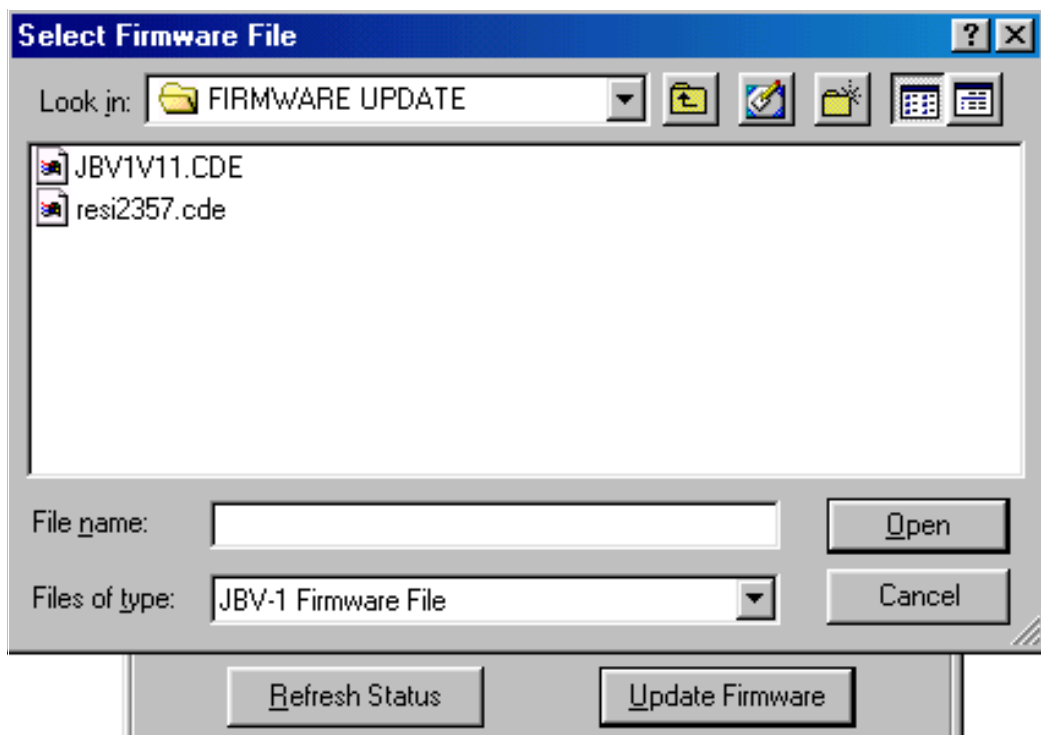 Select Firmware File
Look in: FIRMWARE UPDATE
JBV1V11.CDE
resi2357.cde
File name: Open
Files of type: JBV-1 Firmware File Cancel
Refresh Status Update Firmware